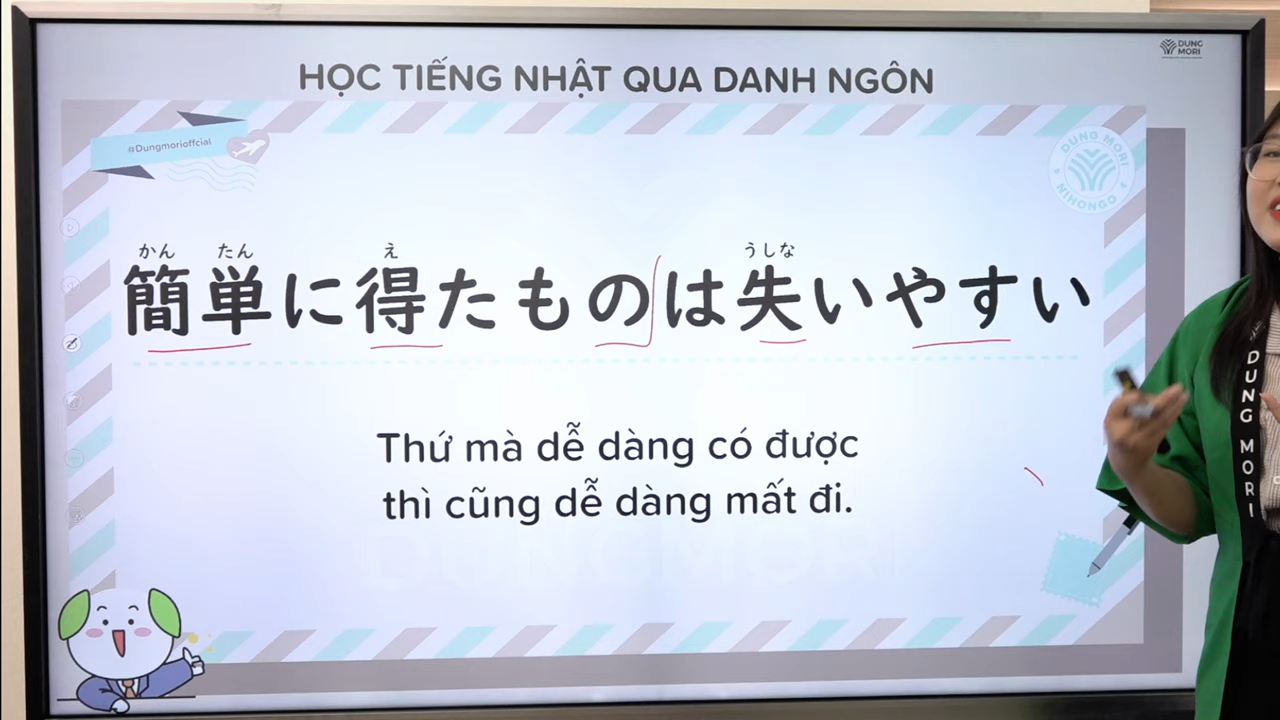 DUNG
MORI
HỌC TIẾNG NHẬT QUA DANH NGÔN
#Dungmorioffcial
DUNG MORI
NIHONGO
かん たん え うしな
簡単に得たものは失いやすい
Thứ mà dễ dàng có được
thì cũng dễ dàng mất đi.
DUNGMORI
DUNG MORI